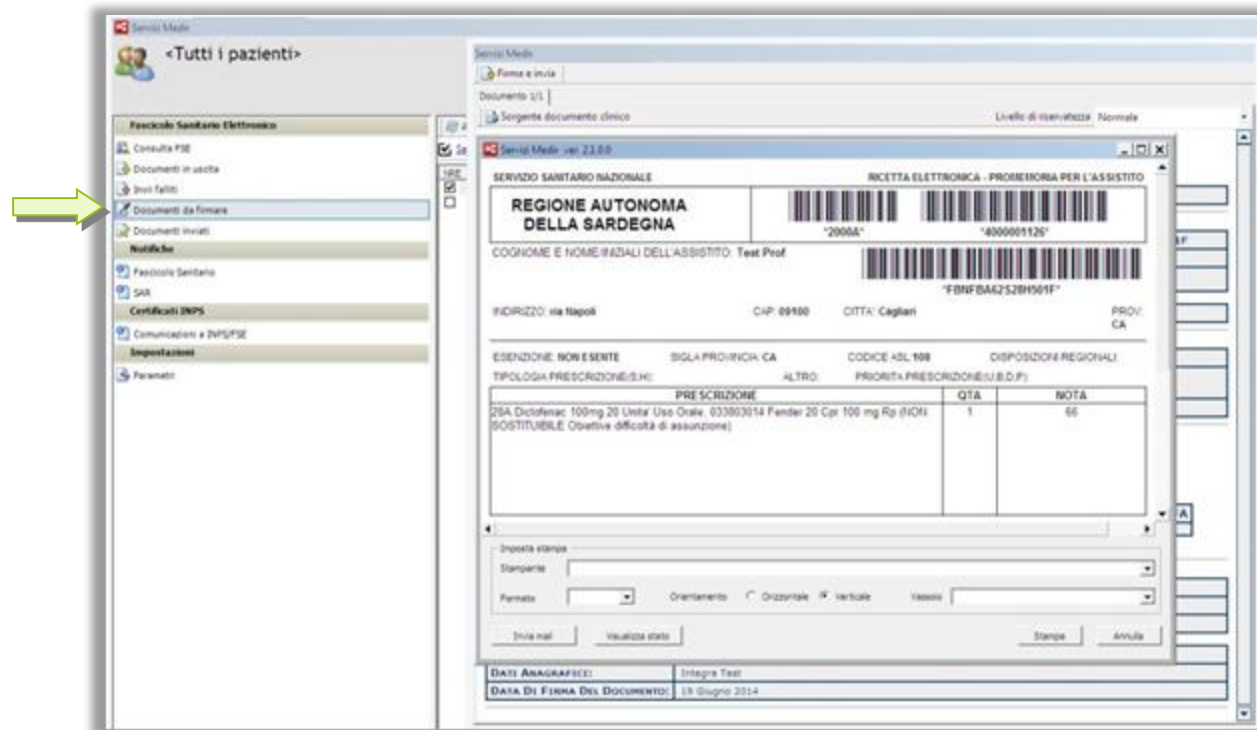 Servizi Medir
<Tutti i pazienti>
Fascicolo Sanitario Elettronico
Consulta FSE
Documenti in uscita
Invii falliti
Documenti da firmare
Documenti inviati
Notifiche
Fascicolo Sanitario
SAR
Certificati INPS
Comunicazioni a INPS/FSE
Impostazioni
Parametri
Servizi Medir
Firma e invia
Documento 1/1
Sorgente documento clinico
Livello di riservatezza Normale
Servizi Medir ver. 2.1.0.0
SERVIZIO SANITARIO NAZIONALE RICETTA ELETTRONICA - PROMEMORIA PER L'ASSISTITO
REGIONE AUTONOMA
DELLA SARDEGNA
*2000A* *4000001126*
COGNOME E NOME/INIZIALI DELL'ASSISTITO: Test Prof
*FBNFBA62S28H501F*
INDIRIZZO: via Napoli CAP: 09100 CITTA': Cagliari PROV:
CA
ESENZIONE: NON ESENTE SIGLA PROVINCIA: CA CODICE ASL: 108 DISPOSIZIONI REGIONALI:
TIPOLOGIA PRESCRIZIONE(S,H): ALTRO: PRIORITA PRESCRIZIONE(U,B,D,P):
PRESCRIZIONE QTA NOTA
28A Diclofenac 100mg 20 Unita' Uso Orale. 033803014 Fender 20 Cpr 100 mg Rp (NON 1 66
SOSTITUIBILE Obiettive difficoltà di assunzione)
Imposta stampa
Stampante
Formato Orientamento Orizzontale Verticale Vassoio
Invia mail Visualizza stato Stampa Annulla
DATI ANAGRAFICI: Integra Test
DATA DI FIRMA DEL DOCUMENTO: 19 Giugno 2014